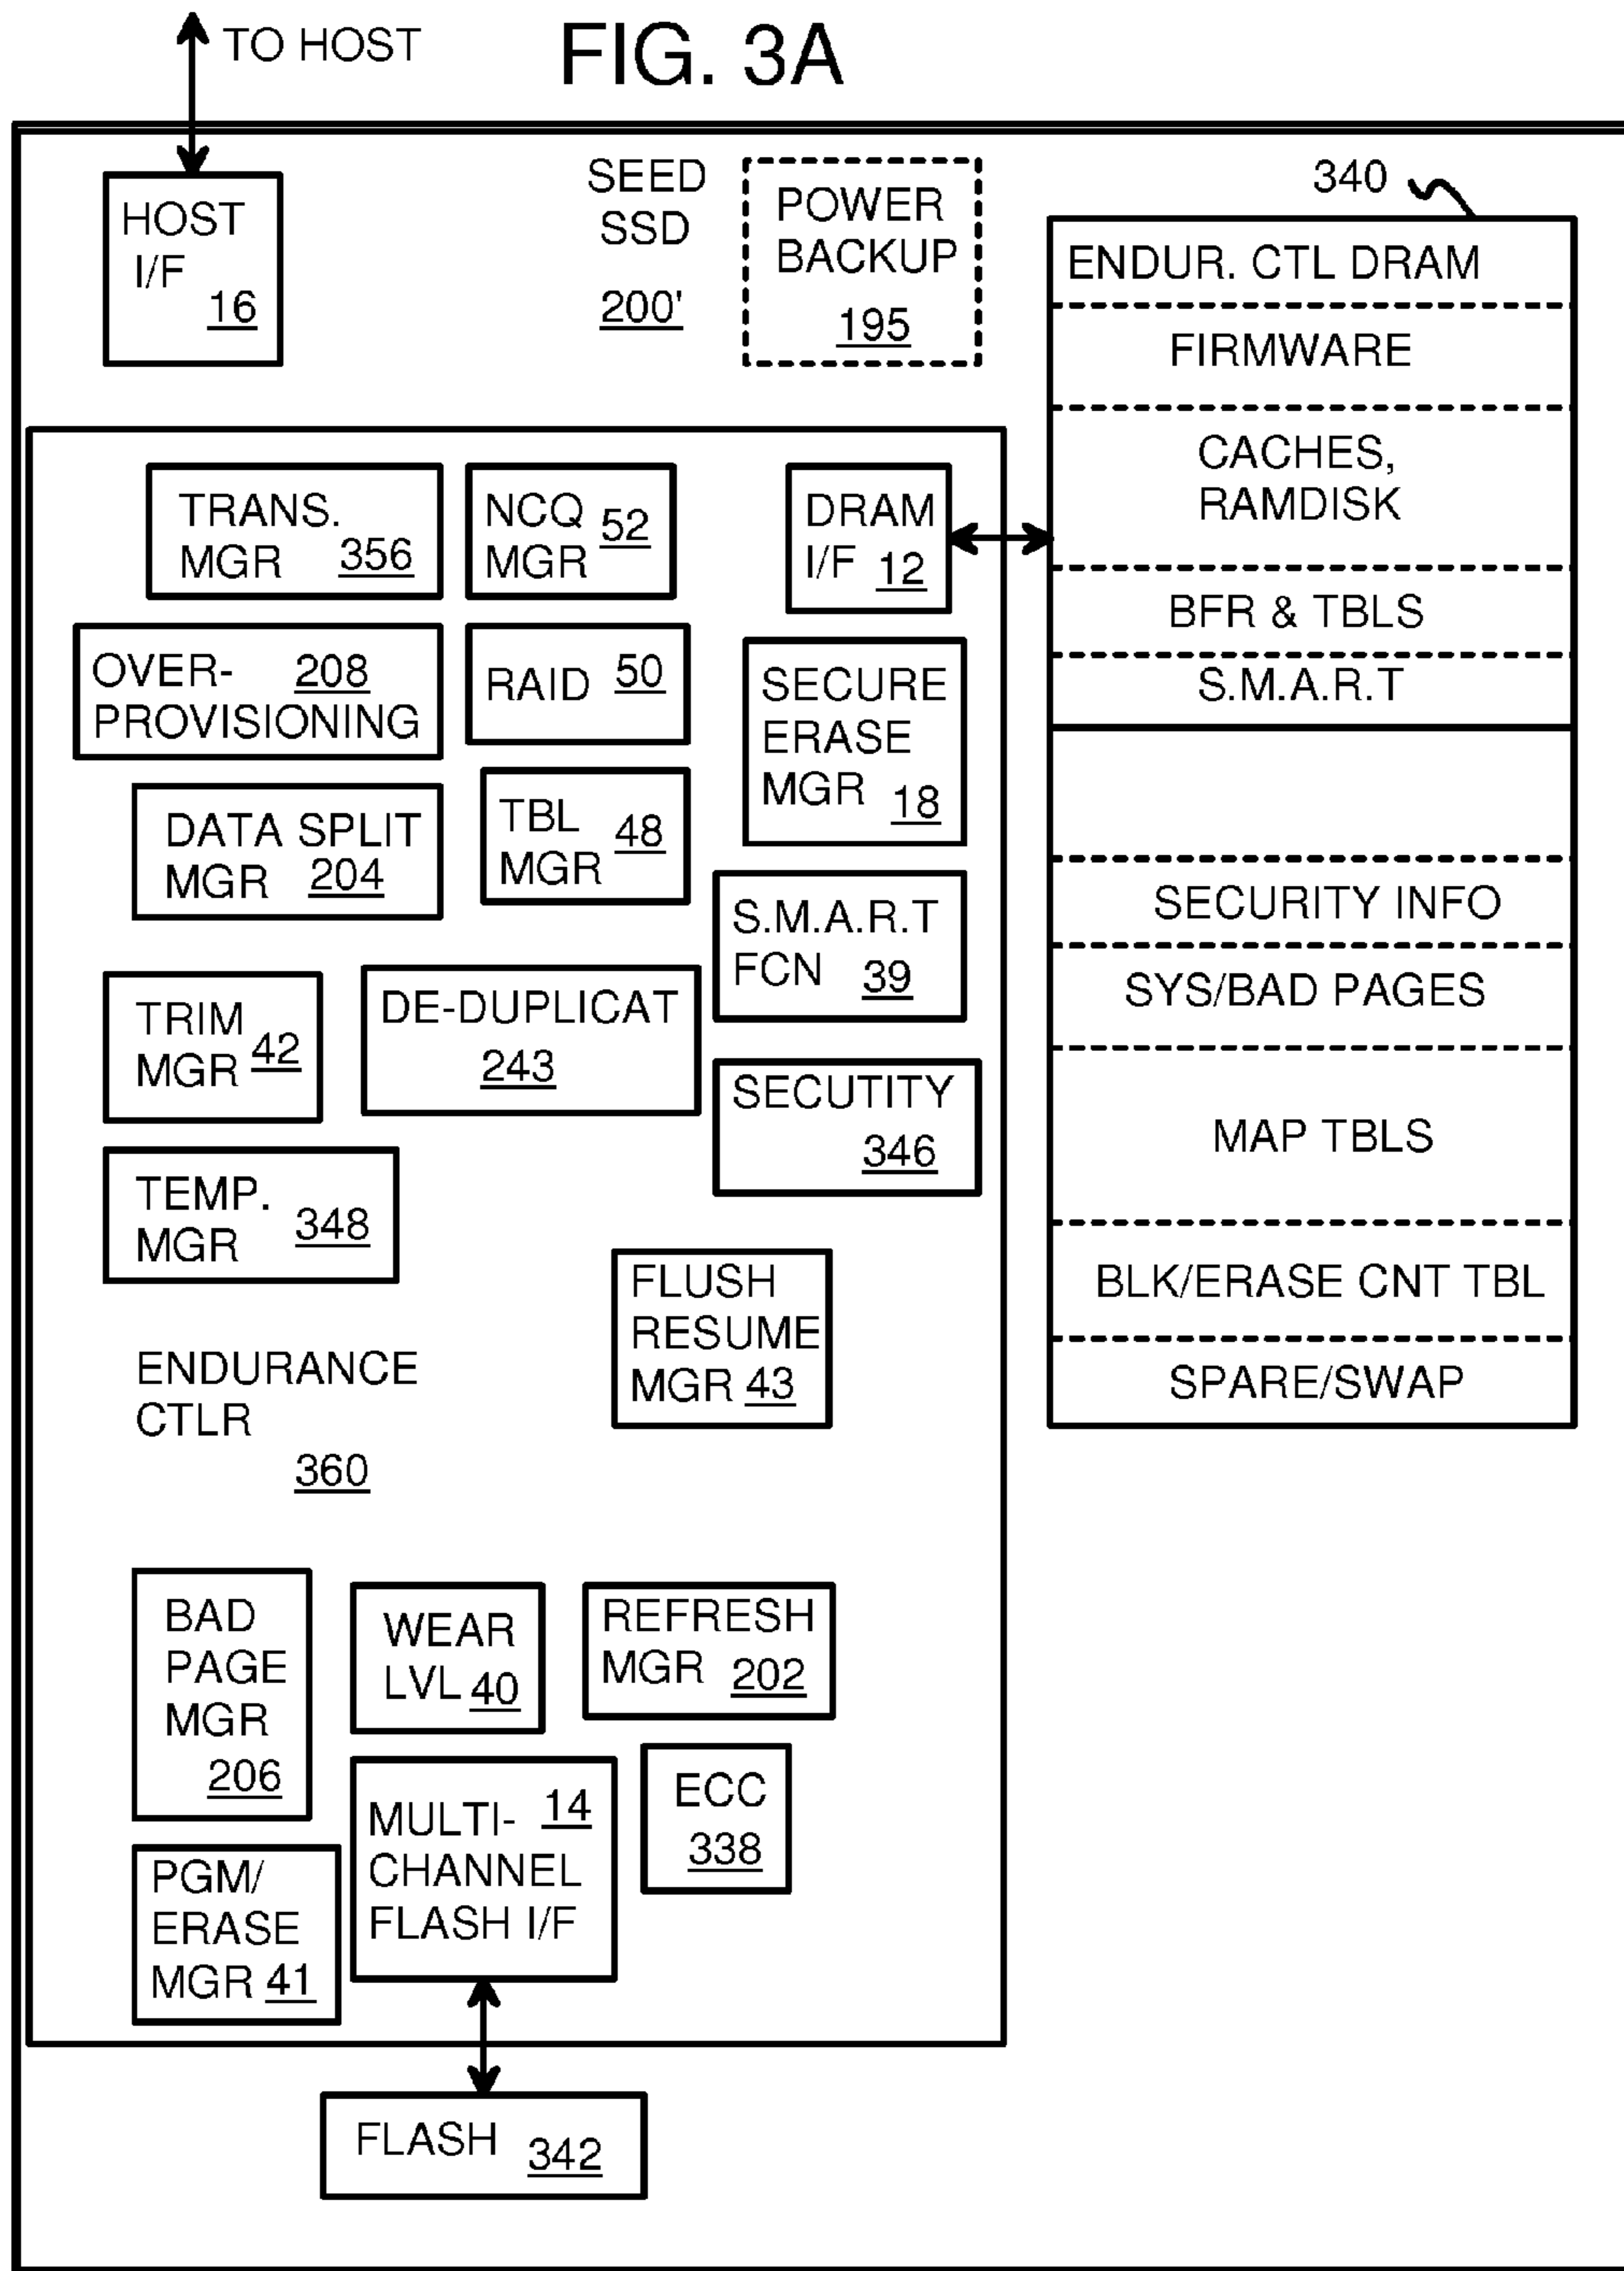 TO HOST
FIG. 3A
HOST
I/F
16
SEED
SSD
200'
POWER
BACKUP
195
340
ENDUR. CTL DRAM
FIRMWARE
CACHES,
RAMDISK
BFR & TBLS
S.M.A.R.T
SECURITY INFO
SYS/BAD PAGES
MAP TBLS
BLK/ERASE CNT TBL
SPARE/SWAP
TRANS.
MGR 356
NCQ 52
MGR
DRAM
I/F 12
OVER- 208
PROVISIONING
RAID 50
SECURE
ERASE
MGR 18
DATA SPLIT
MGR 204
TBL 48
MGR
S.M.A.R.T
FCN 39
TRIM 42
MGR
DE-DUPLICAT
243
SECUTITY
346
TEMP. 348
MGR
FLUSH
RESUME
MGR 43
ENDURANCE
CTLR
360
BAD
PAGE
MGR
206
WEAR
LVL 40
REFRESH
MGR 202
MULTI- 14
CHANNEL
FLASH I/F
ECC
338
PGM/
ERASE
MGR 41
FLASH 342